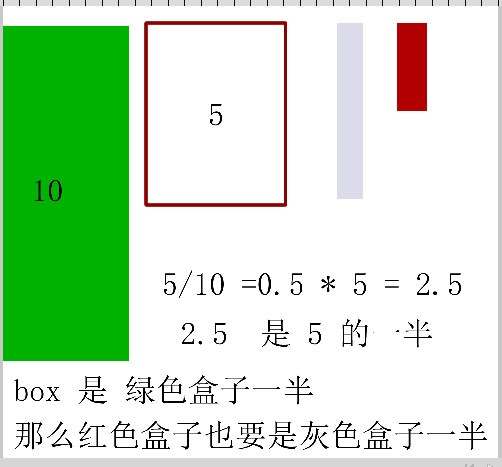 5
10
5/10 =0.5 * 5 = 2.5
2.5 是 5 的一半
box 是 绿色盒子一半
那么红色盒子也要是灰色盒子一半